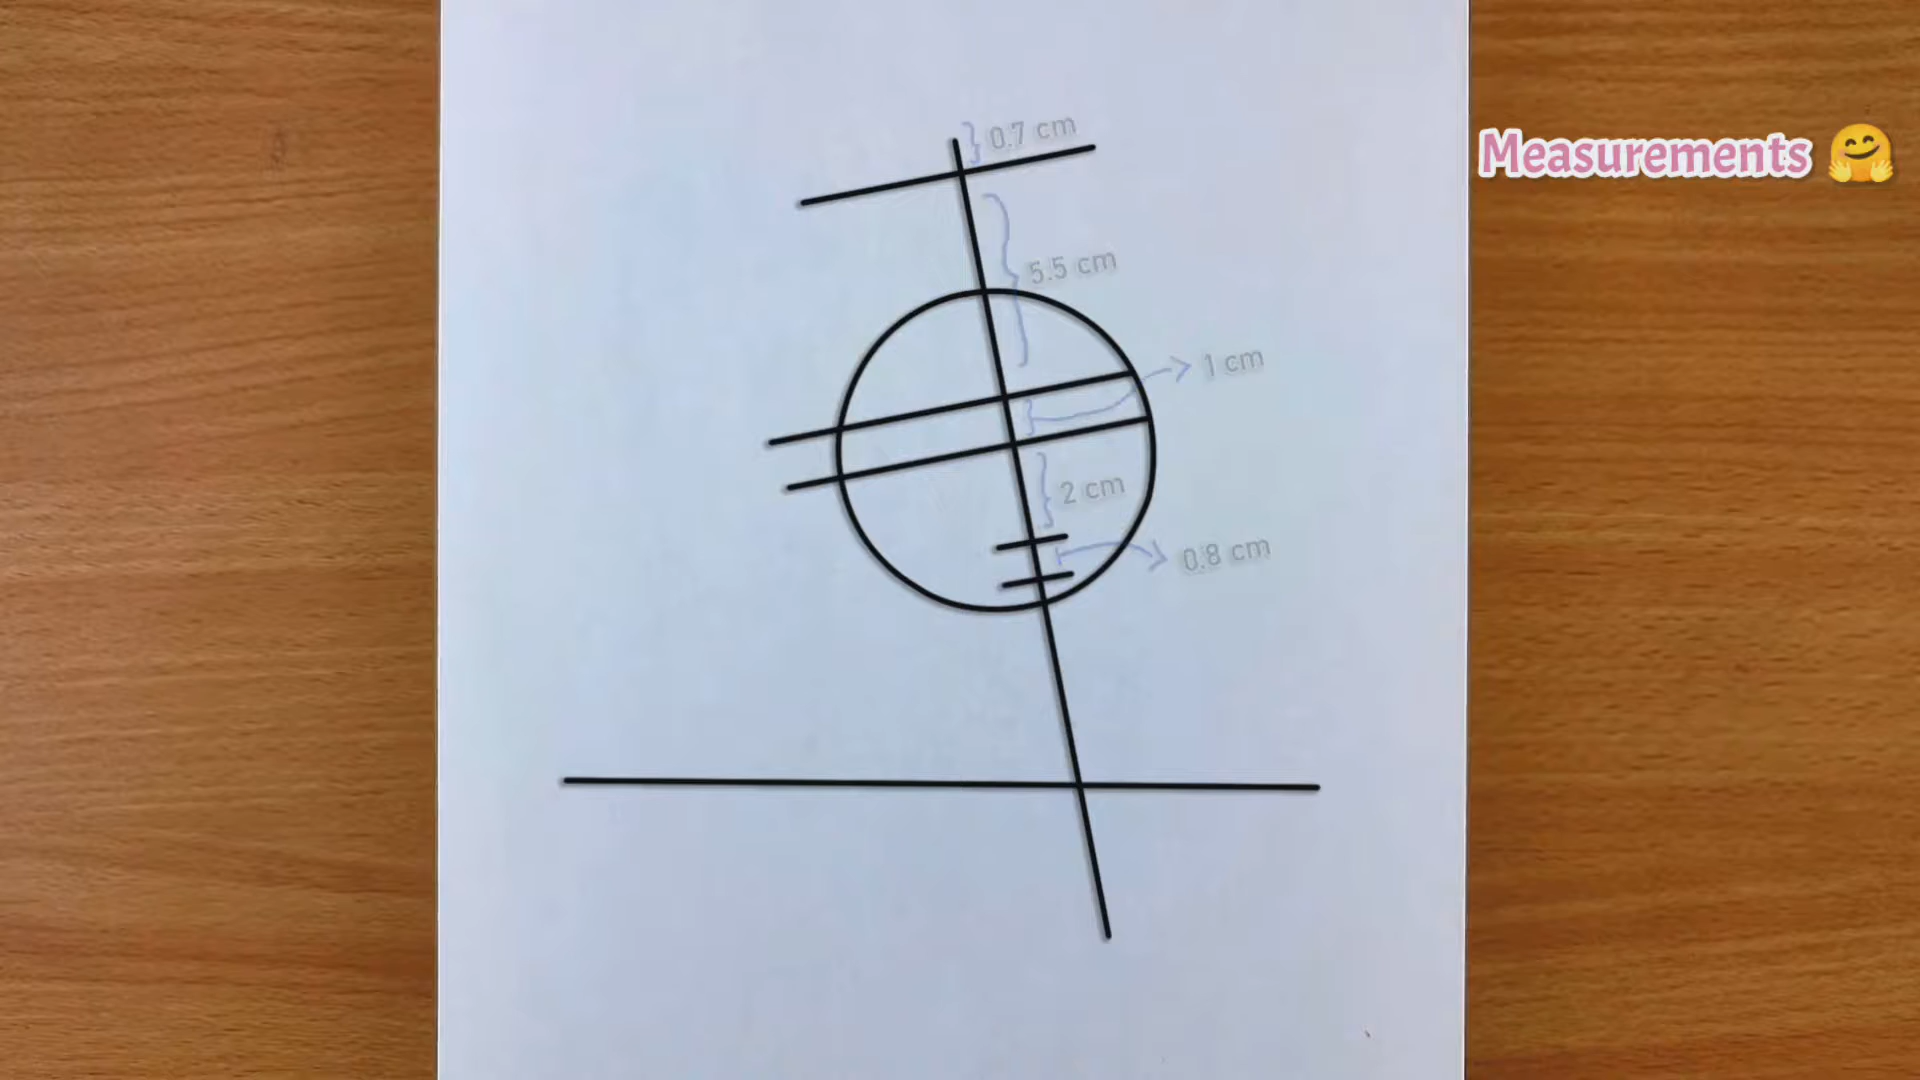 0.7 cm
Measurements 🤗
5.5 cm
1 cm
2 cm
0.8 cm